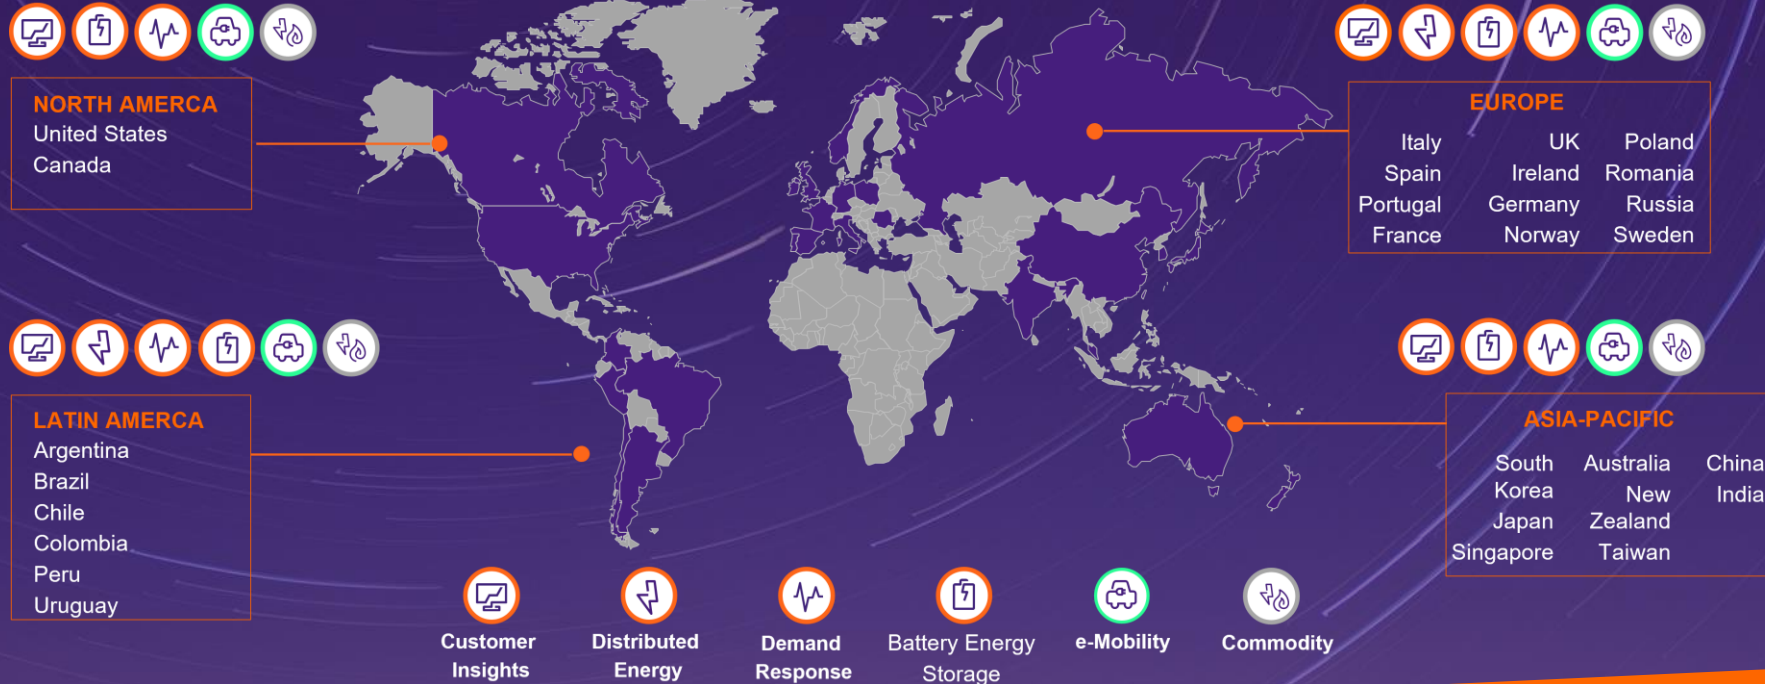 NORTH AMERCA
United States
Canada
EUROPE
Italy UK Poland
Spain Ireland Romania
Portugal Germany Russia
France Norway Sweden
LATIN AMERCA
Argentina
Brazil
Chile
Colombia
Peru
Uruguay
ASIA-PACIFIC
South Australia China
Korea New India
Japan Zealand
Singapore Taiwan
Customer Distributed Demand Battery Energy e-Mobility Commodity
Insights Energy Response Storage